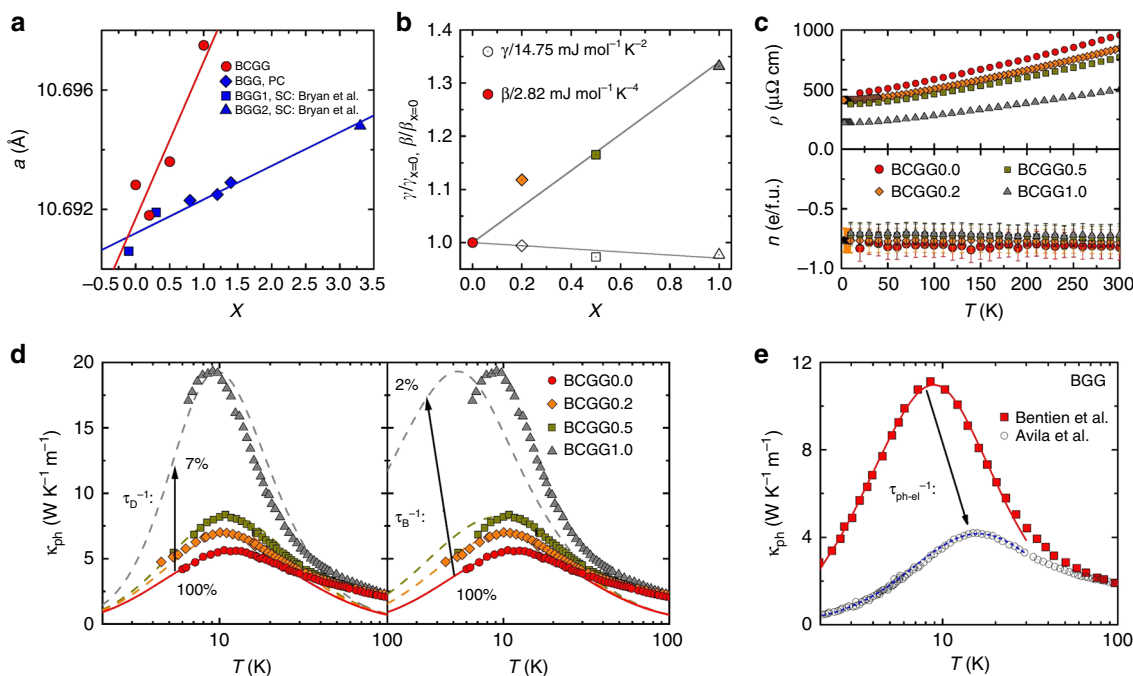 a
10.696
10.692
a (Å)
BCGG
BGG, PC
BGG1, SC: Bryan et al.
BGG2, SC: Bryan et al.
−0.5 0.0 0.5 1.0 1.5 2.0 2.5 3.0 3.5
X
b
1.4
1.3
1.2
1.1
1.0
γ/γx=0, β/βx=0
γ/14.75 mJ mol−1 K−2
β/2.82 mJ mol−1 K−4
0.0 0.2 0.4 0.6 0.8 1.0
X
c
1000
500
0
ρ (μΩ cm)
BCGG0.0 BCGG0.5
BCGG0.2 BCGG1.0
−0.5
−1.0
n (e/f.u.)
0 50 100 150 200 250 300
T (K)
d
20
15
10
5
0
κph (W K−1 m−1)
τD−1:
7%
100%
10 100
T (K)
2%
τB−1:
100%
BCGG0.0
BCGG0.2
BCGG0.5
BCGG1.0
10 100
T (K)
e
12
8
4
0
κph (W K−1 m−1)
BGG
Bentien et al.
Avila et al.
τph-el−1:
10 100
T (K)